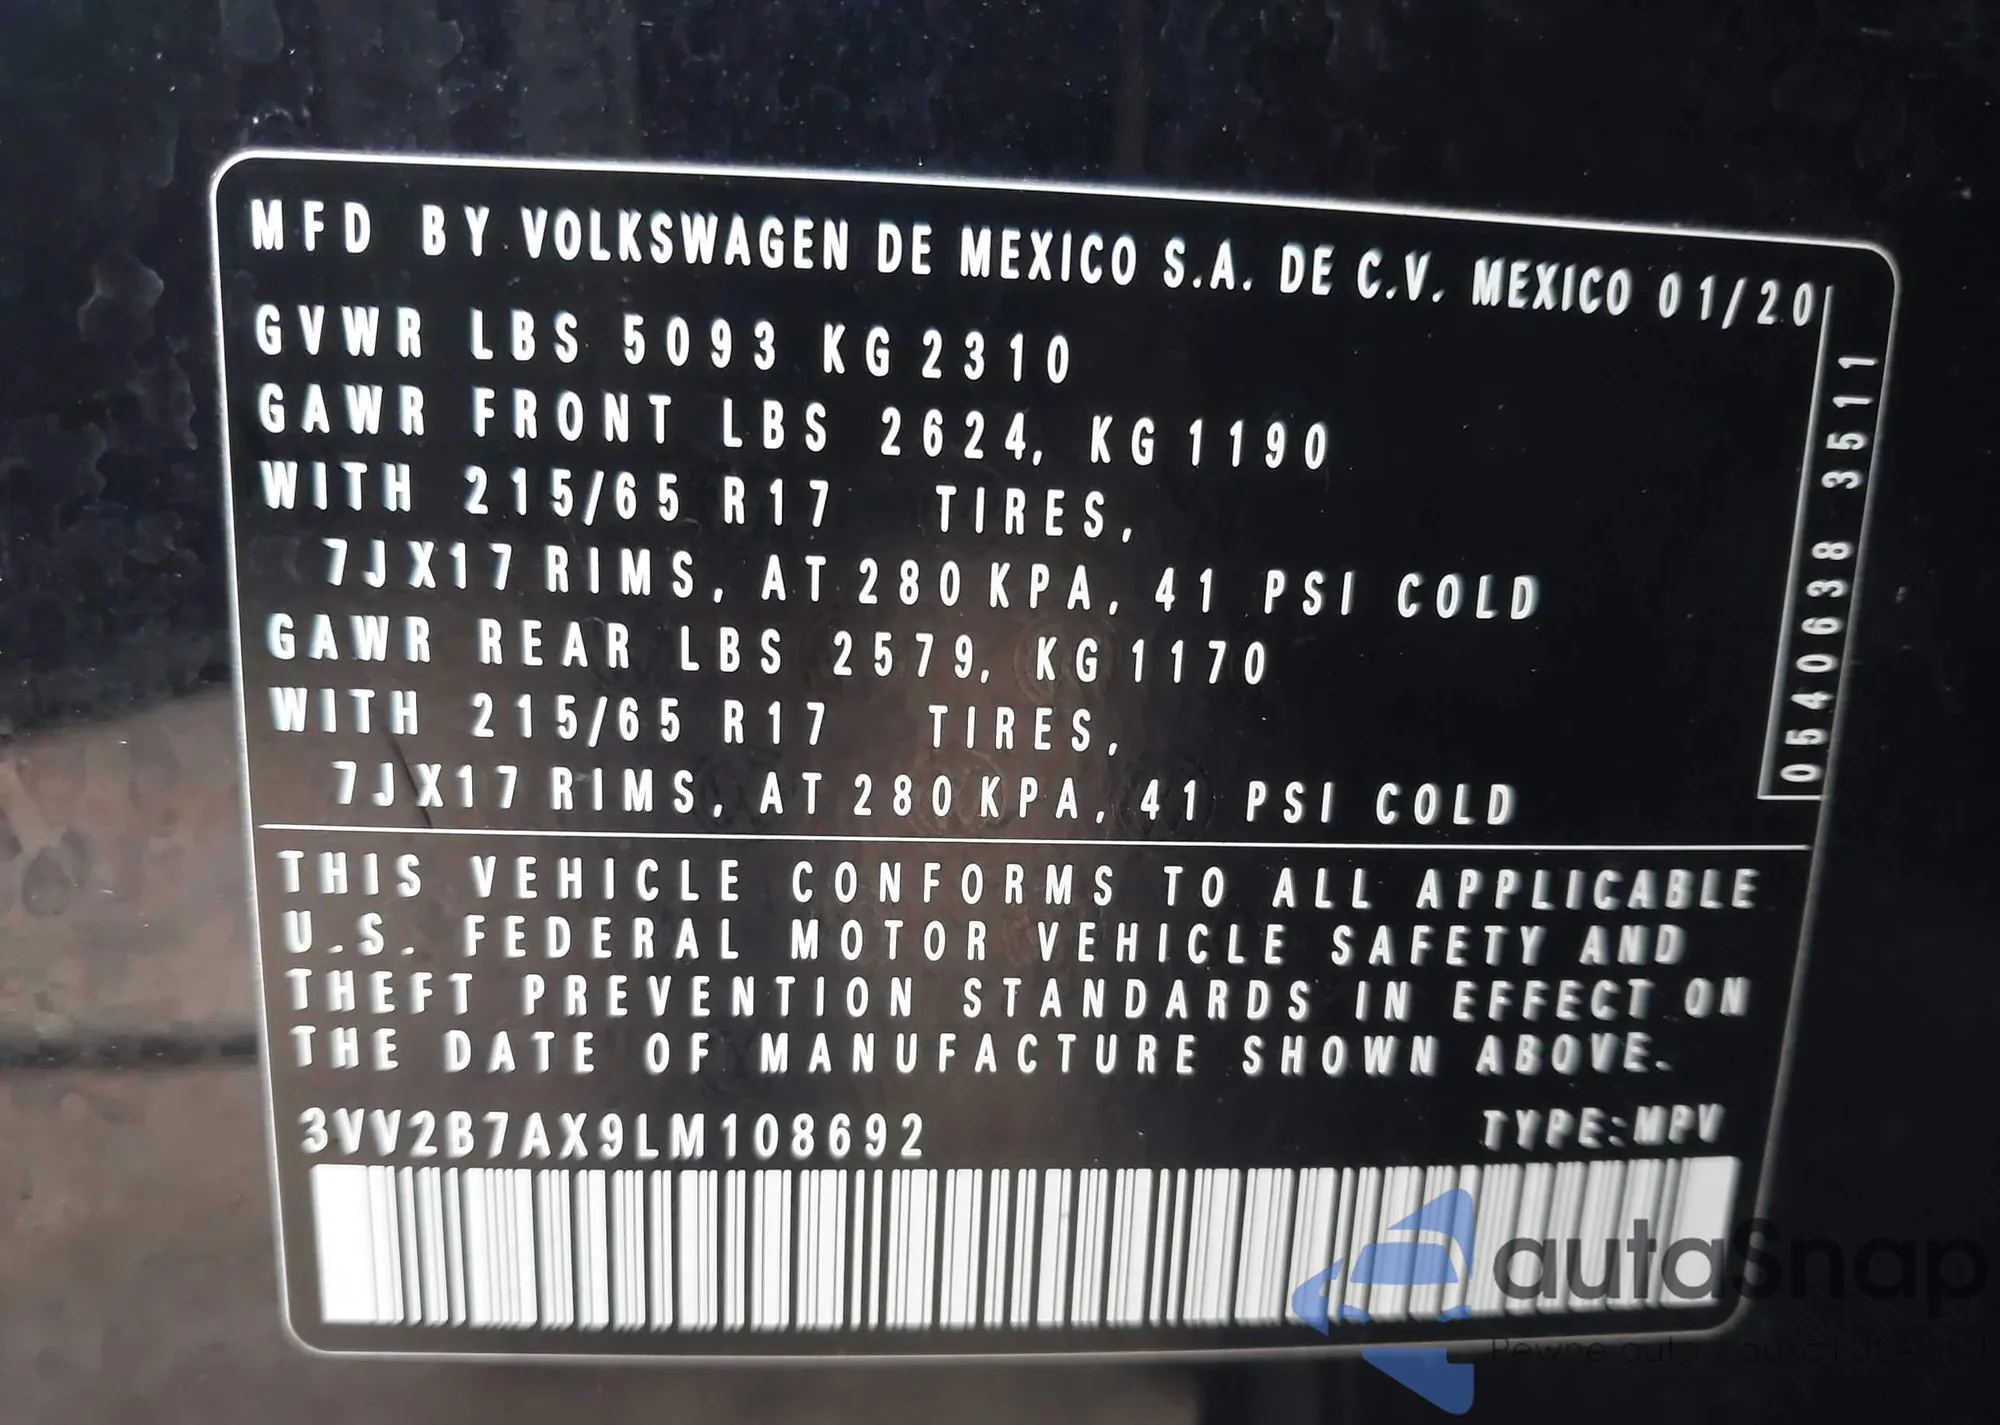 MFD BY VOLKSWAGEN DE MEXICO S.A. DE C.V. MEXICO 01/20
GVWR LBS 5093 KG 2310
GAWR FRONT LBS 2624, KG 1190
WITH 215/65 R17 TIRES,
7JX17 RIMS, AT 280 KPA, 41 PSI COLD
GAWR REAR LBS 2579, KG 1170
WITH 215/65 R17 TIRES,
7JX17 RIMS, AT 280 KPA, 41 PSI COLD
0540638 3511
THIS VEHICLE CONFORMS TO ALL APPLICABLE
U.S. FEDERAL MOTOR VEHICLE SAFETY AND
THEFT PREVENTION STANDARDS IN EFFECT ON
THE DATE OF MANUFACTURE SHOWN ABOVE.
3VV2B7AX9LM108692 TYPE:MPV
autaSnap
Pewne auta z aukcji